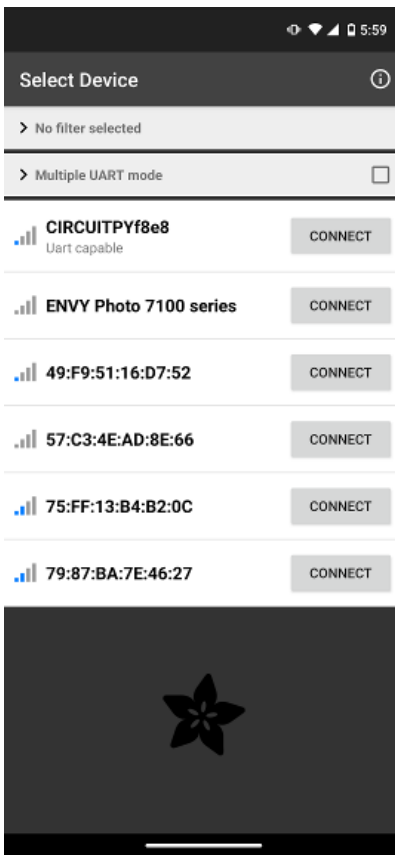 5:59
Select Device
No filter selected
Multiple UART mode
CIRCUITPYf8e8
Uart capable
CONNECT
ENVY Photo 7100 series
CONNECT
49:F9:51:16:D7:52
CONNECT
57:C3:4E:AD:8E:66
CONNECT
75:FF:13:B4:B2:0C
CONNECT
79:87:BA:7E:46:27
CONNECT